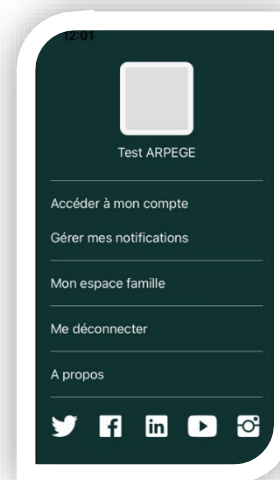 12:01
Test ARPEGE
Accéder à mon compte
Gérer mes notifications
Mon espace famille
Me déconnecter
A propos